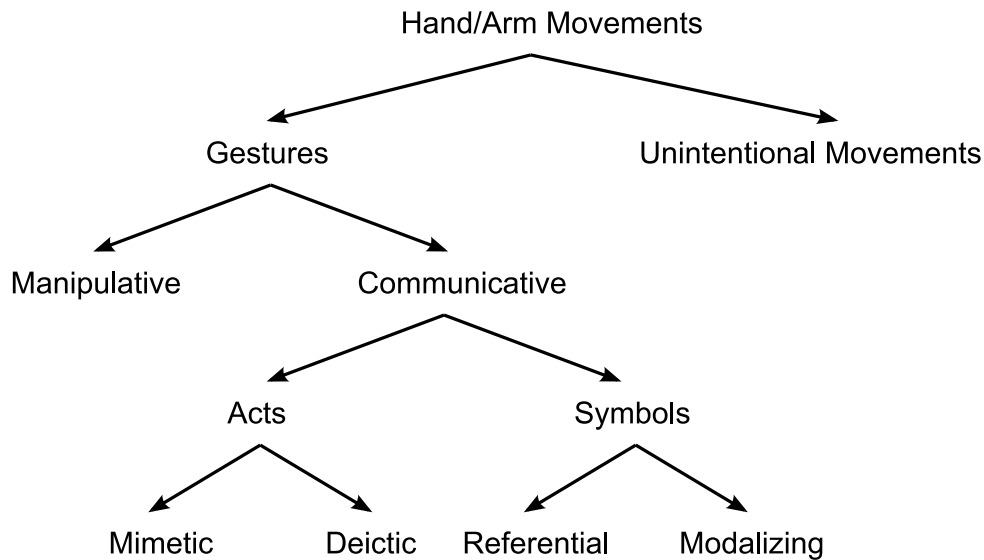 Hand/Arm Movements
Gestures
Unintentional Movements
Manipulative
Communicative
Acts
Symbols
Mimetic
Deictic
Referential
Modalizing